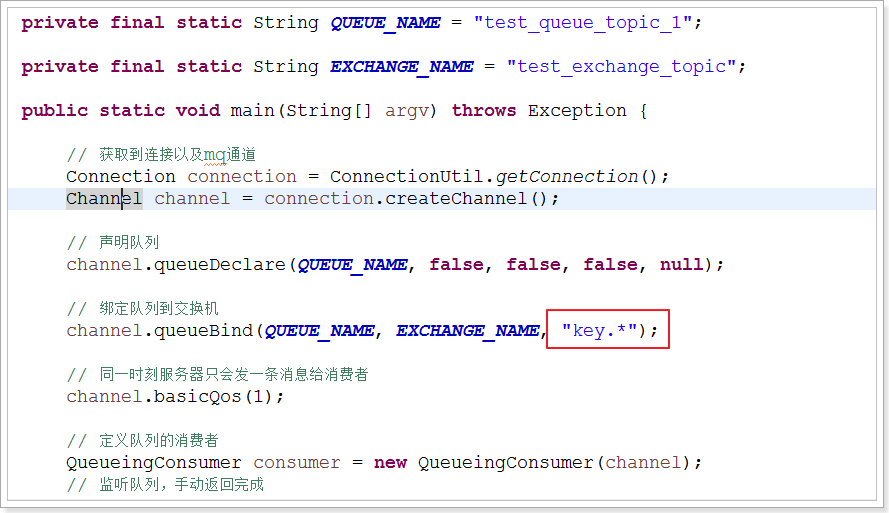 private final static String QUEUE_NAME = "test_queue_topic_1";
private final static String EXCHANGE_NAME = "test_exchange_topic";
public static void main(String[] argv) throws Exception {
// 获取到连接以及mq通道
Connection connection = ConnectionUtil.getConnection();
Channel channel = connection.createChannel();
// 声明队列
channel.queueDeclare(QUEUE_NAME, false, false, false, null);
// 绑定队列到交换机
channel.queueBind(QUEUE_NAME, EXCHANGE_NAME, "key.*");
// 同一时刻服务器只会发一条消息给消费者
channel.basicQos(1);
// 定义队列的消费者
QueueingConsumer consumer = new QueueingConsumer(channel);
// 监听队列，手动返回完成